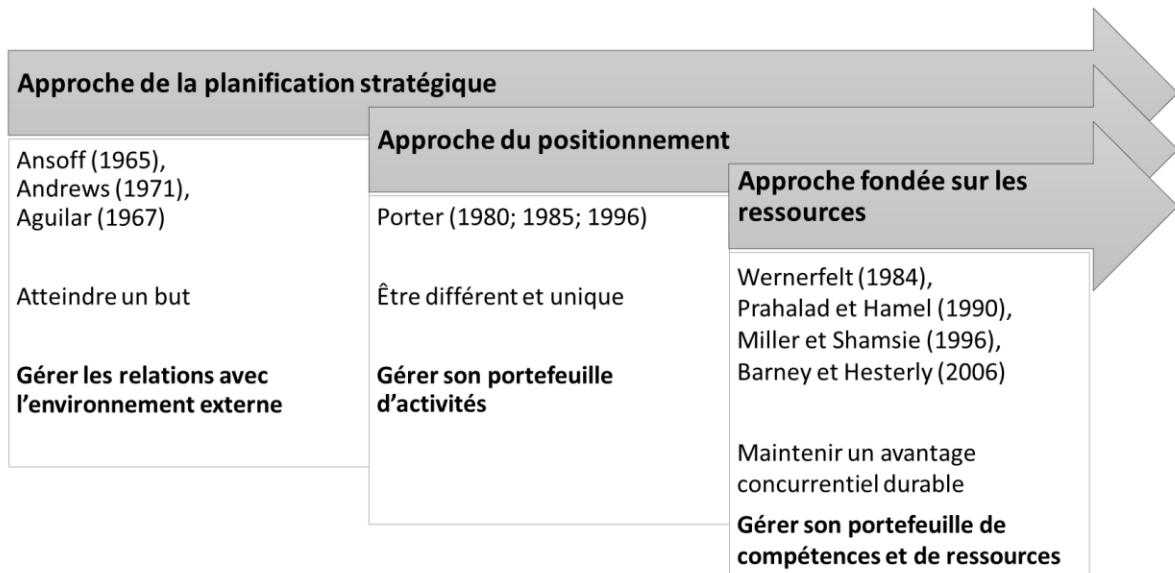 Approche de la planification stratégique
Ansoff (1965),
Andrews (1971),
Aguilar (1967)
Atteindre un but
Gérer les relations avec
l’environnement externe
Approche du positionnement
Porter (1980; 1985; 1996)
Être différent et unique
Gérer son portefeuille
d’activités
Approche fondée sur les
ressources
Wernerfelt (1984),
Prahalad et Hamel (1990),
Miller et Shamsie (1996),
Barney et Hesterly (2006)
Maintenir un avantage
concurrentiel durable
Gérer son portefeuille de
compétences et de ressources